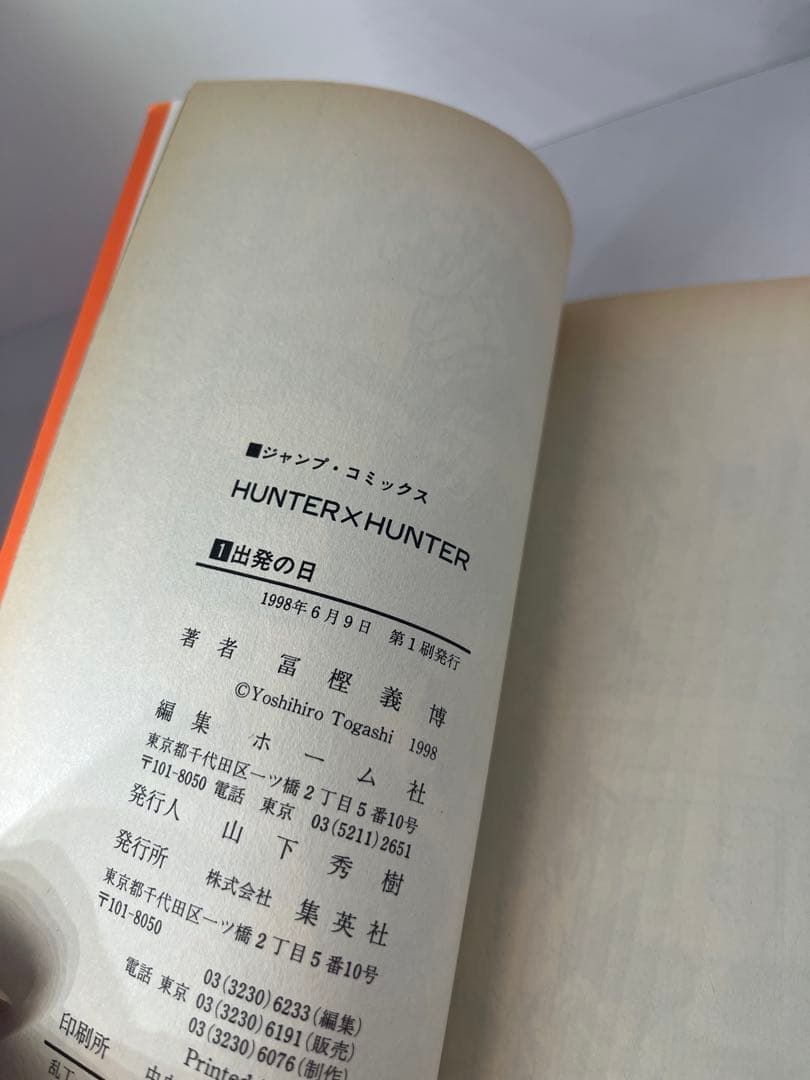 ■ジャンプ・コミックス
HUNTER×HUNTER
1出発の日
1998年6月9日 第1刷発行
著者 冨樫義博
©Yoshihiro Togashi 1998
編集 ホーム社
東京都千代田区一ツ橋2丁目5番10号
〒101-8050 電話 東京 03(5211)2651
発行人 山下秀樹
発行所 株式会社 集英社
東京都千代田区一ツ橋2丁目5番10号
〒101-8050
03(3230)6233(編集)
電話 東京 03(3230)6191(販売)
03(3230)6076(制作)
Printed
印刷所
乱丁